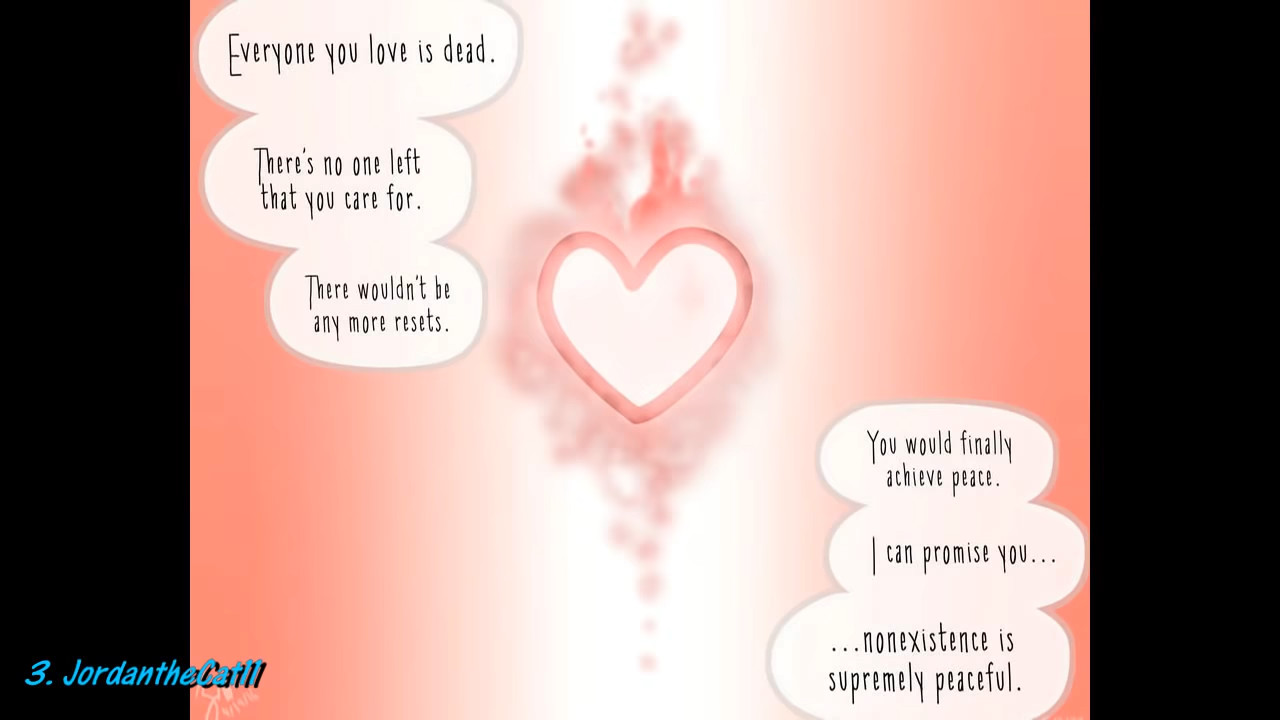 Everyone you love is dead.
There's no one left
that you care for.
There wouldn't be
any more resets.
You would finally
achieve peace.
I can promise you...
...nonexistence is
supremely peaceful.
3. JordantheCat11